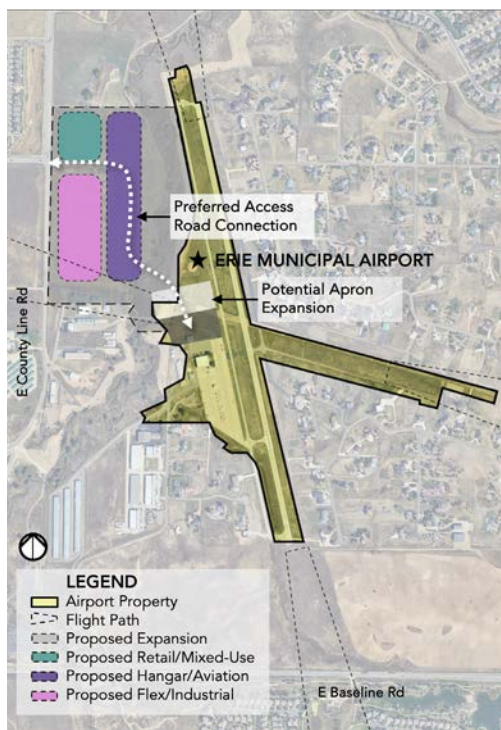 Preferred Access
Road Connection
ERIE MUNICIPAL AIRPORT
Potential Apron
Expansion
E County Line Rd
LEGEND
Airport Property
Flight Path
Proposed Expansion
Proposed Retail/Mixed-Use
Proposed Hangar/Aviation
Proposed Flex/Industrial
E Baseline Rd